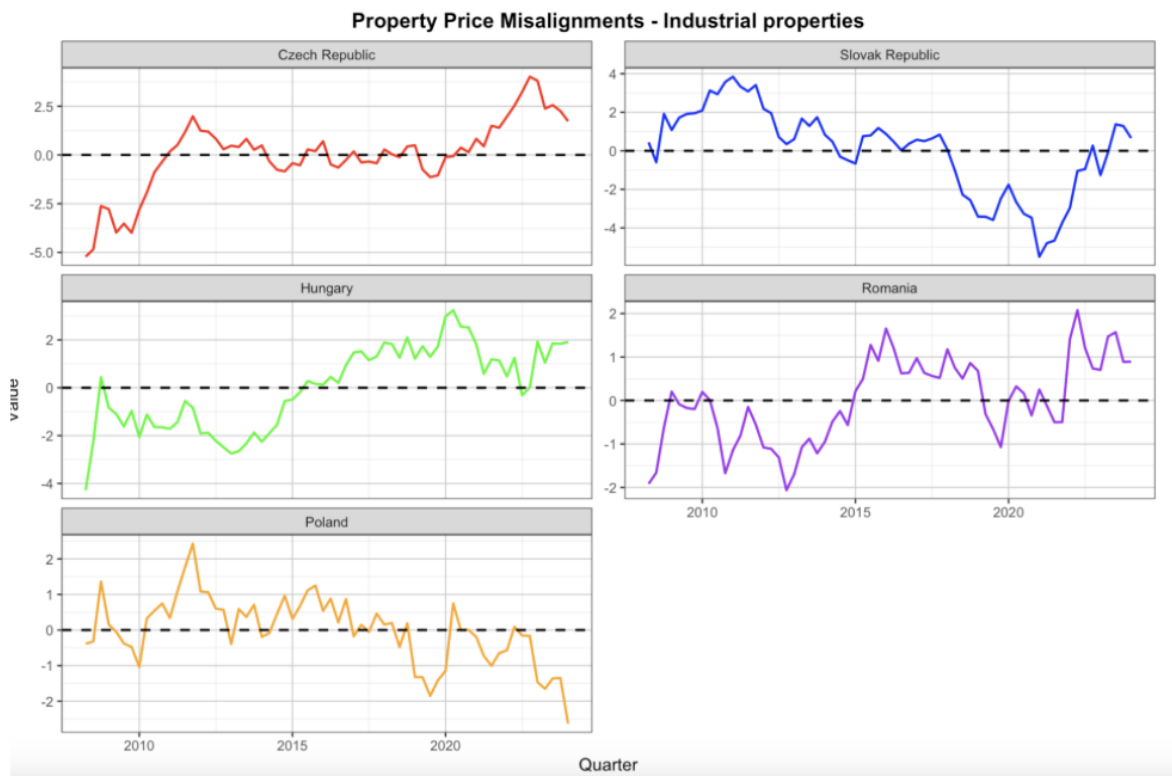 Property Price Misalignments - Industrial properties
Czech Republic
2.5
0.0
-2.5
-5.0
Slovak Republic
4
2
0
-2
-4
Hungary
2
0
-2
-4
Romania
2
1
0
-1
-2
2010 2015 2020
Poland
2
1
0
-1
-2
2010 2015 2020
Quarter